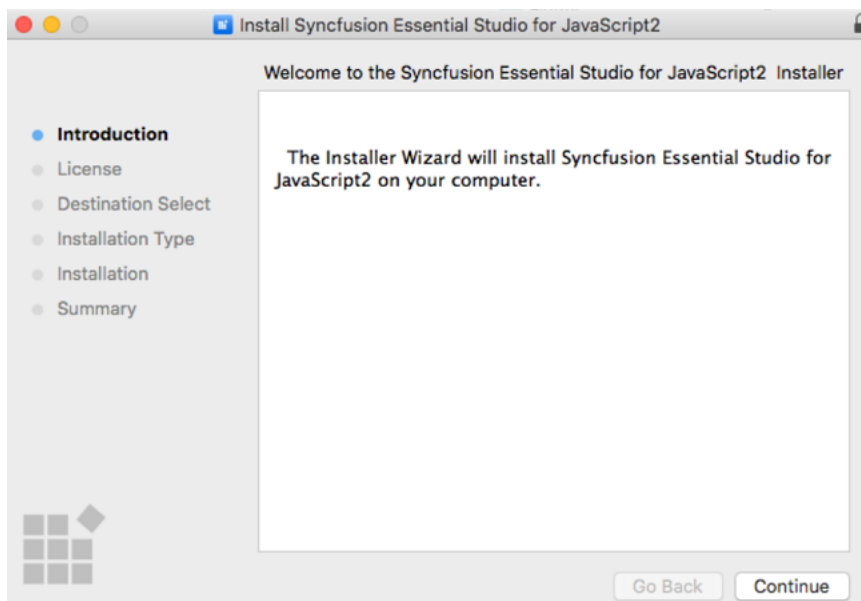 Install Syncfusion Essential Studio for JavaScript2
Welcome to the Syncfusion Essential Studio for JavaScript2 Installer
Introduction
License
Destination Select
Installation Type
Installation
Summary
The Installer Wizard will install Syncfusion Essential Studio for
JavaScript2 on your computer.
Go Back
Continue